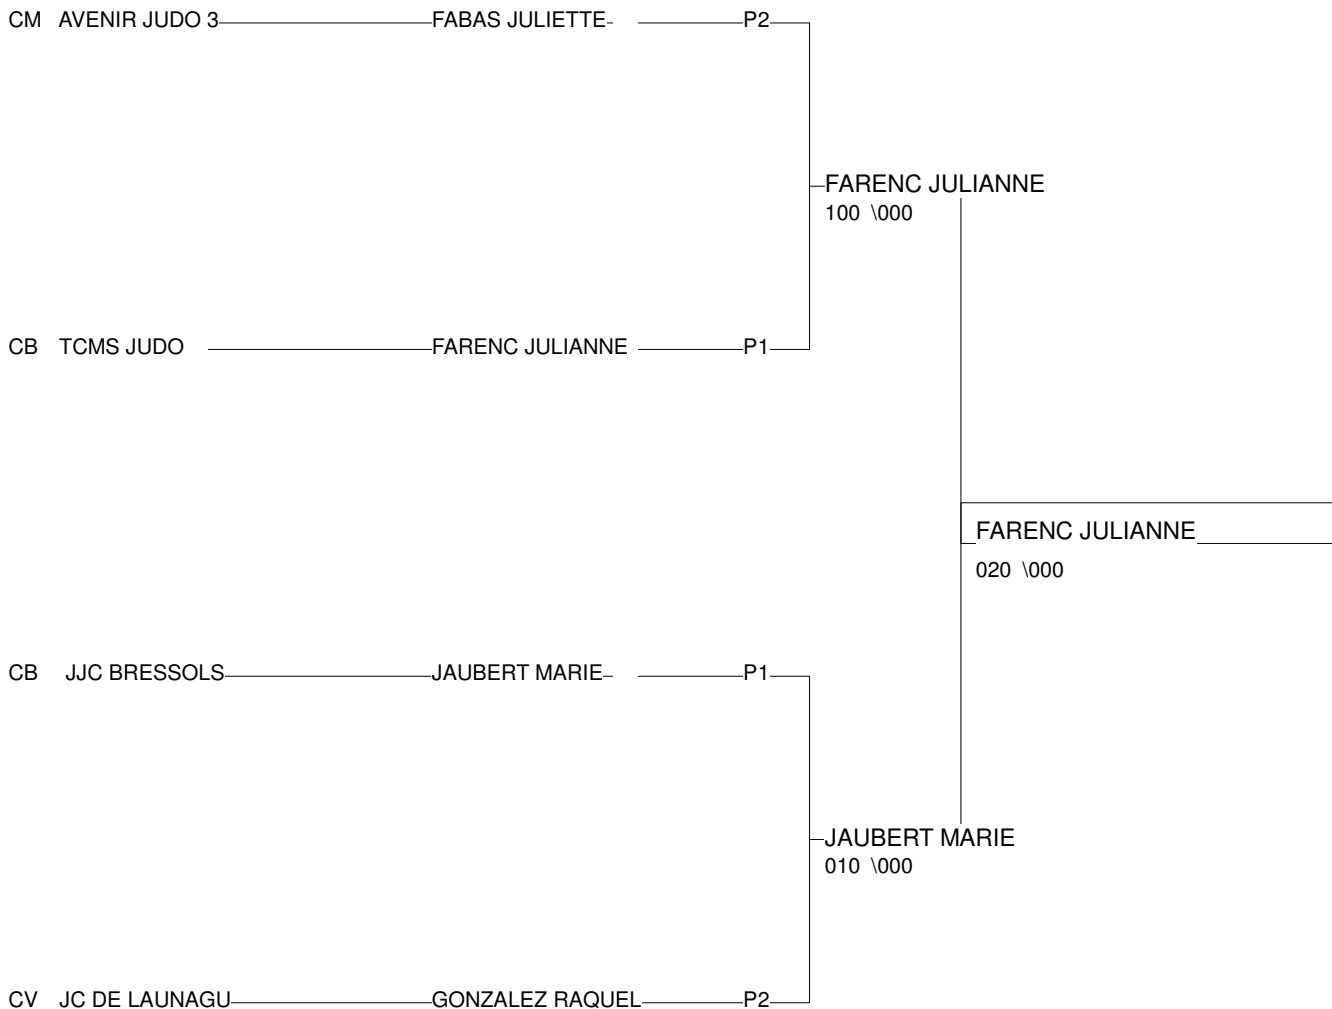 CM AVENIR JUDO 3 FABAS JULIETTE P2
FARENC JULIANNE
100 \000
CB TCMS JUDO FARENC JULIANNE P1
FARENC JULIANNE
020 \000
CB JJC BRESSOLS JAUBERT MARIE P1
JAUBERT MARIE
010 \000
CV JC DE LAUNAGU GONZALEZ RAQUEL P2